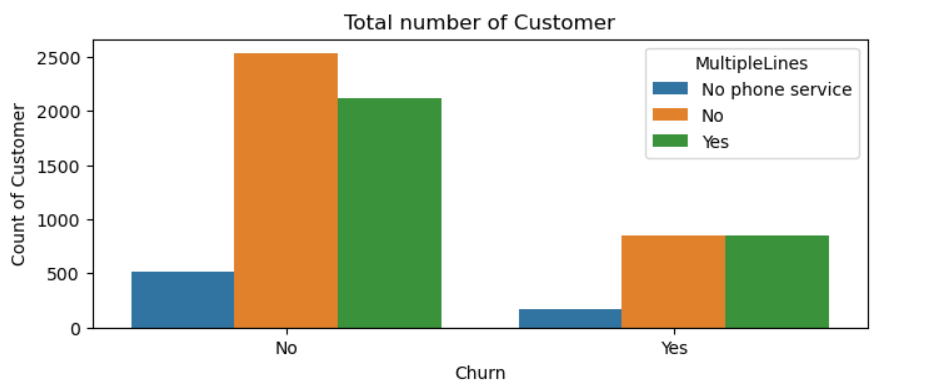 Total number of Customer
Count of Customer
2500
2000
1500
1000
500
0
MultipleLines
No phone service
No
Yes
No Yes
Churn